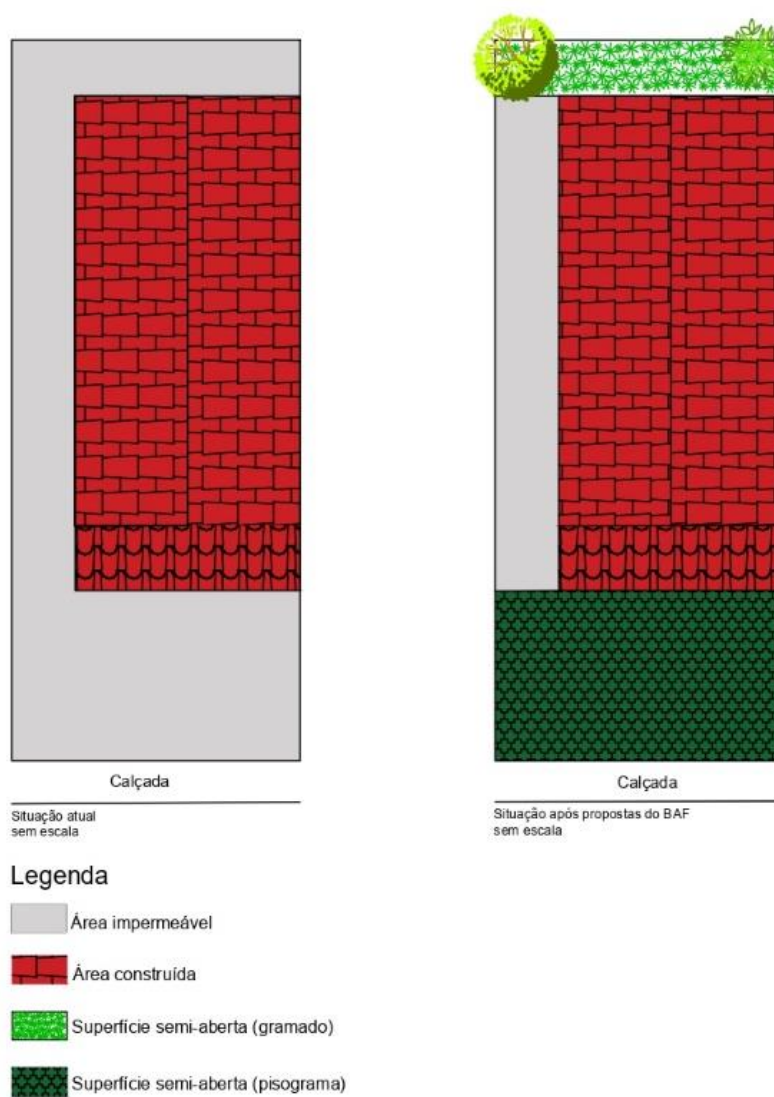 Calçada
Situação atual
sem escala
Calçada
Situação após propostas do BAF
sem escala
Legenda
Área impermeável
Área construída
Superfície semi-aberta (gramado)
Superfície semi-aberta (pisograma)